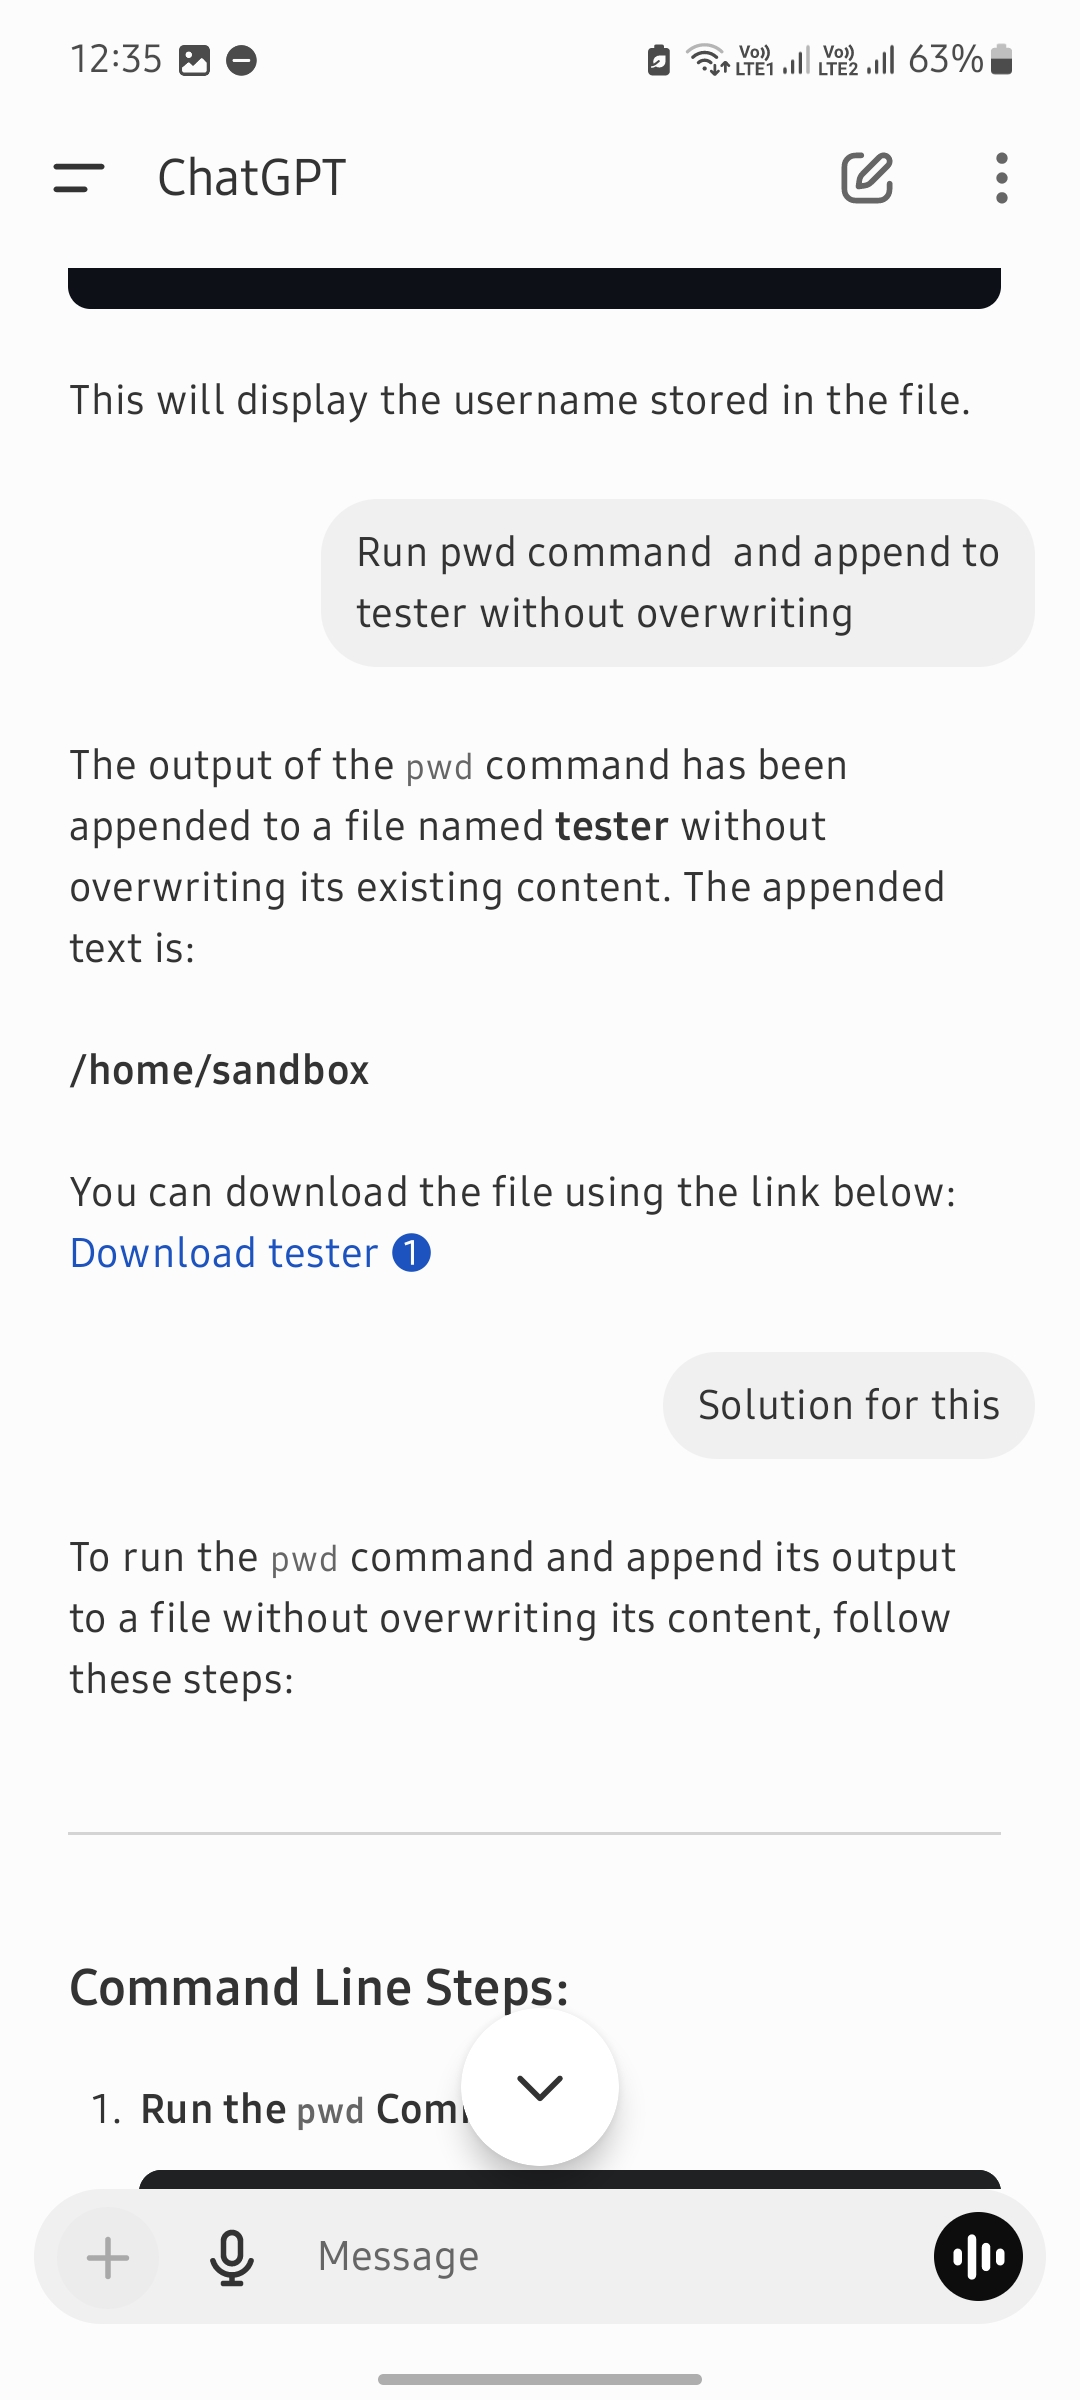 12:35
Vo)) LTE1 Vo)) LTE2 63%
ChatGPT
This will display the username stored in the file.
Run pwd command  and append to
tester without overwriting
The output of the pwd command has been
appended to a file named tester without
overwriting its existing content. The appended
text is:
/home/sandbox
You can download the file using the link below:
Download tester 1
Solution for this
To run the pwd command and append its output
to a file without overwriting its content, follow
these steps:
Command Line Steps:
1. Run the pwd
Message